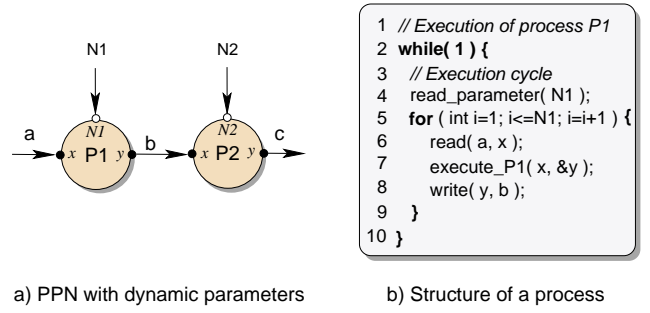 N1 N2
a N1 x P1 y b N2 x P2 y c
1 // Execution of process P1
2 while( 1 ) {
3 // Execution cycle
4 read_parameter( N1 );
5 for ( int i=1; i<=N1; i=i+1 ) {
6 read( a, x );
7 execute_P1( x, &y );
8 write( y, b );
9 }
10 }
a) PPN with dynamic parameters
b) Structure of a process